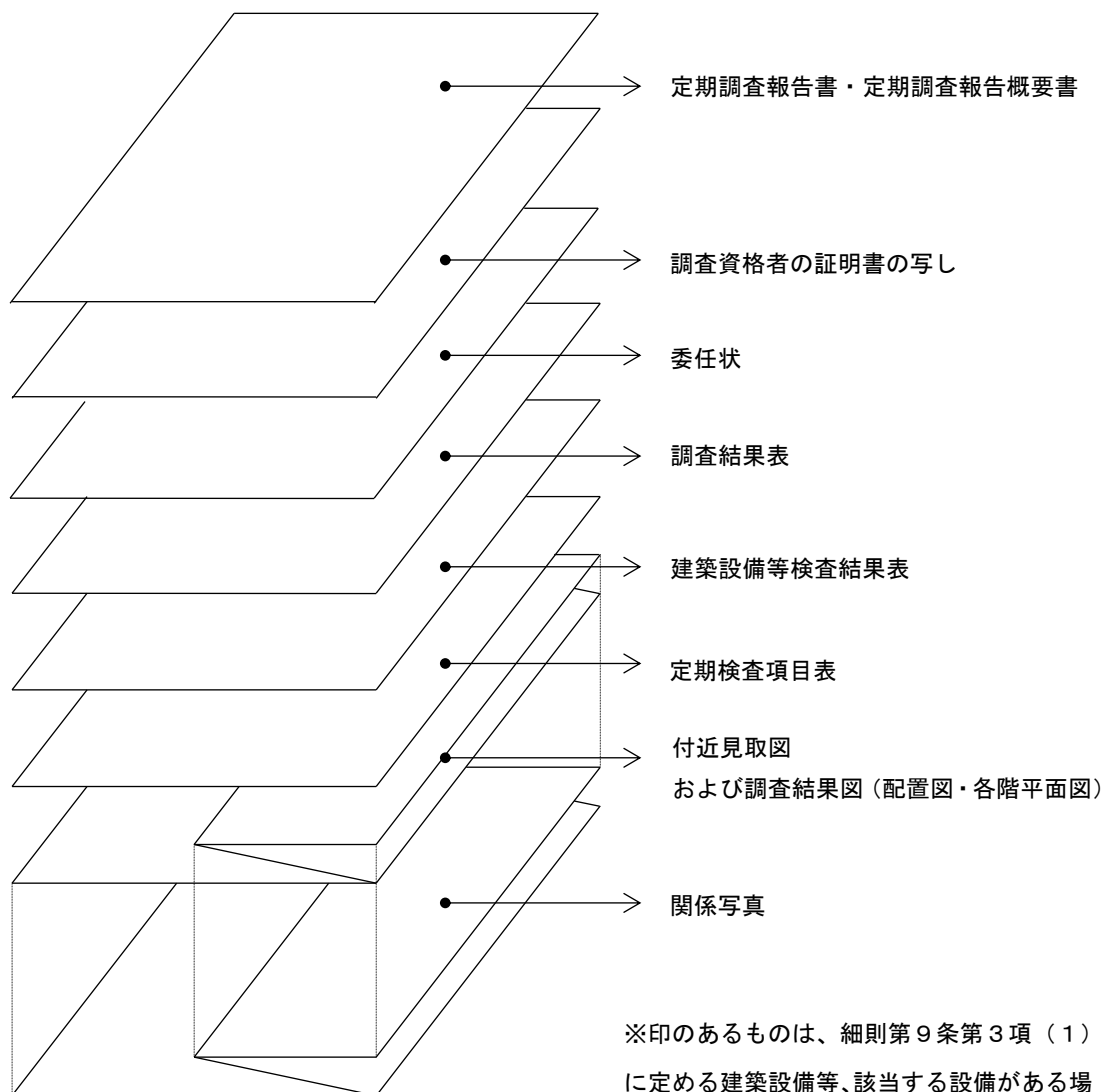 定期調査報告書・定期調査報告概要書
調査資格者の証明書の写し
委任状
調査結果表
建築設備等検査結果表
定期検査項目表
付近見取図
および調査結果図（配置図・各階平面図）
関係写真
※印のあるものは、細則第９条第３項（１）
に定める建築設備等、該当する設備がある場